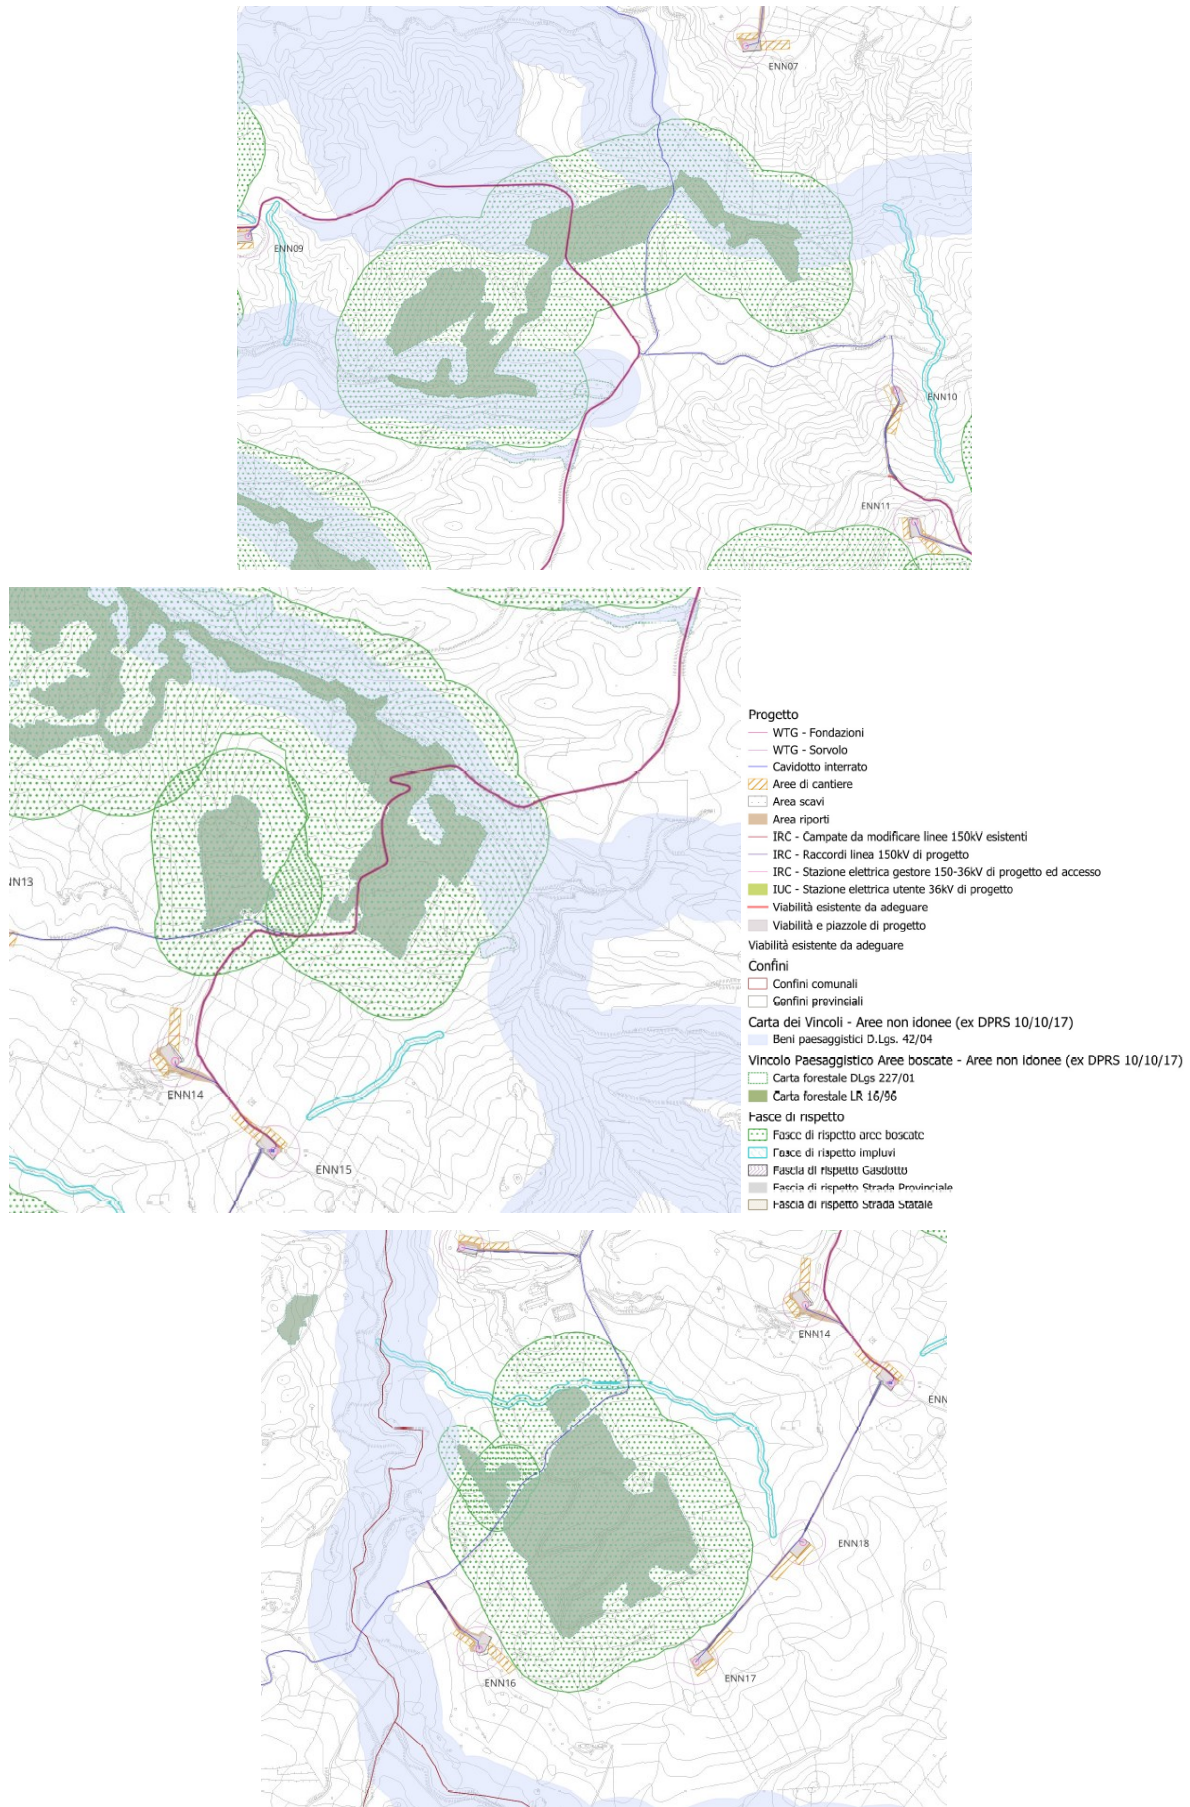 ENN07
ENN09
ENN10
ENN11
NN13
ENN14
ENN15
Progetto
WTG - Fondazioni
WTG - Sorvolo
Cavidotto interrato
Aree di cantiere
Area scavi
Area riporti
IRC - Campate da modificare linee 150kV esistenti
IRC - Raccordi linea 150kV di progetto
IRC - Stazione elettrica gestore 150-36kV di progetto ed accesso
IUC - Stazione elettrica utente 36kV di progetto
Viabilità esistente da adeguare
Viabilità e piazzole di progetto
Viabilità esistente da adeguare
Confini
Confini comunali
Confini provinciali
Carta dei Vincoli - Aree non idonee (ex DPRS 10/10/17)
Beni paesaggistici D.Lgs. 42/04
Vincolo Paesaggistico Aree boscate - Aree non idonee (ex DPRS 10/10/17)
Carta forestale DLgs 227/01
Carta forestale LR 16/96
Fasce di rispetto
Fasce di rispetto aree boscate
Fasce di rispetto impluvi
Fascia di rispetto Gasdotto
Fascia di rispetto Strada Provinciale
Fascia di rispetto Strada Statale
ENN14
ENN
ENN18
ENN16
ENN17